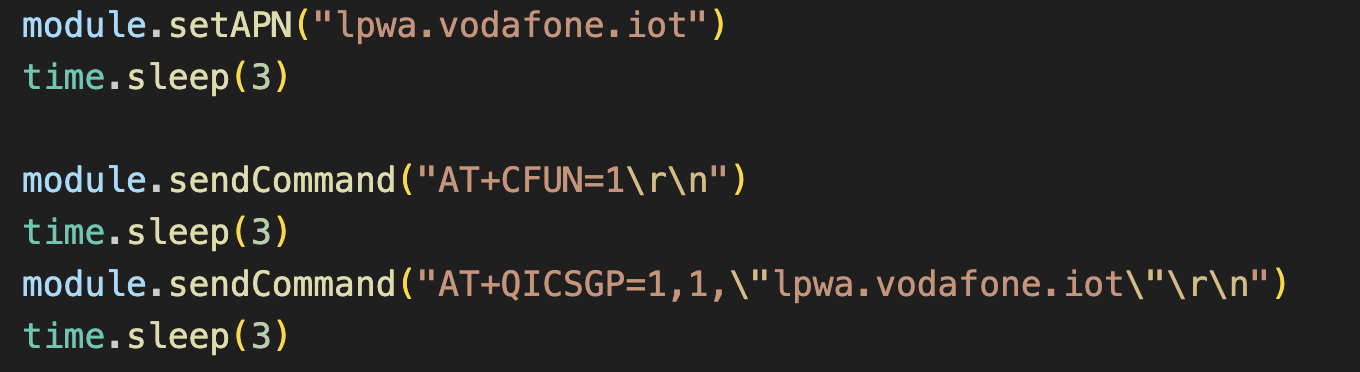 module.setAPN("lpwa.vodafone.iot")
time.sleep(3)
module.sendCommand("AT+CFUN=1\r\n")
time.sleep(3)
module.sendCommand("AT+QICSGP=1,1,\"lpwa.vodafone.iot\"\r\n")
time.sleep(3)